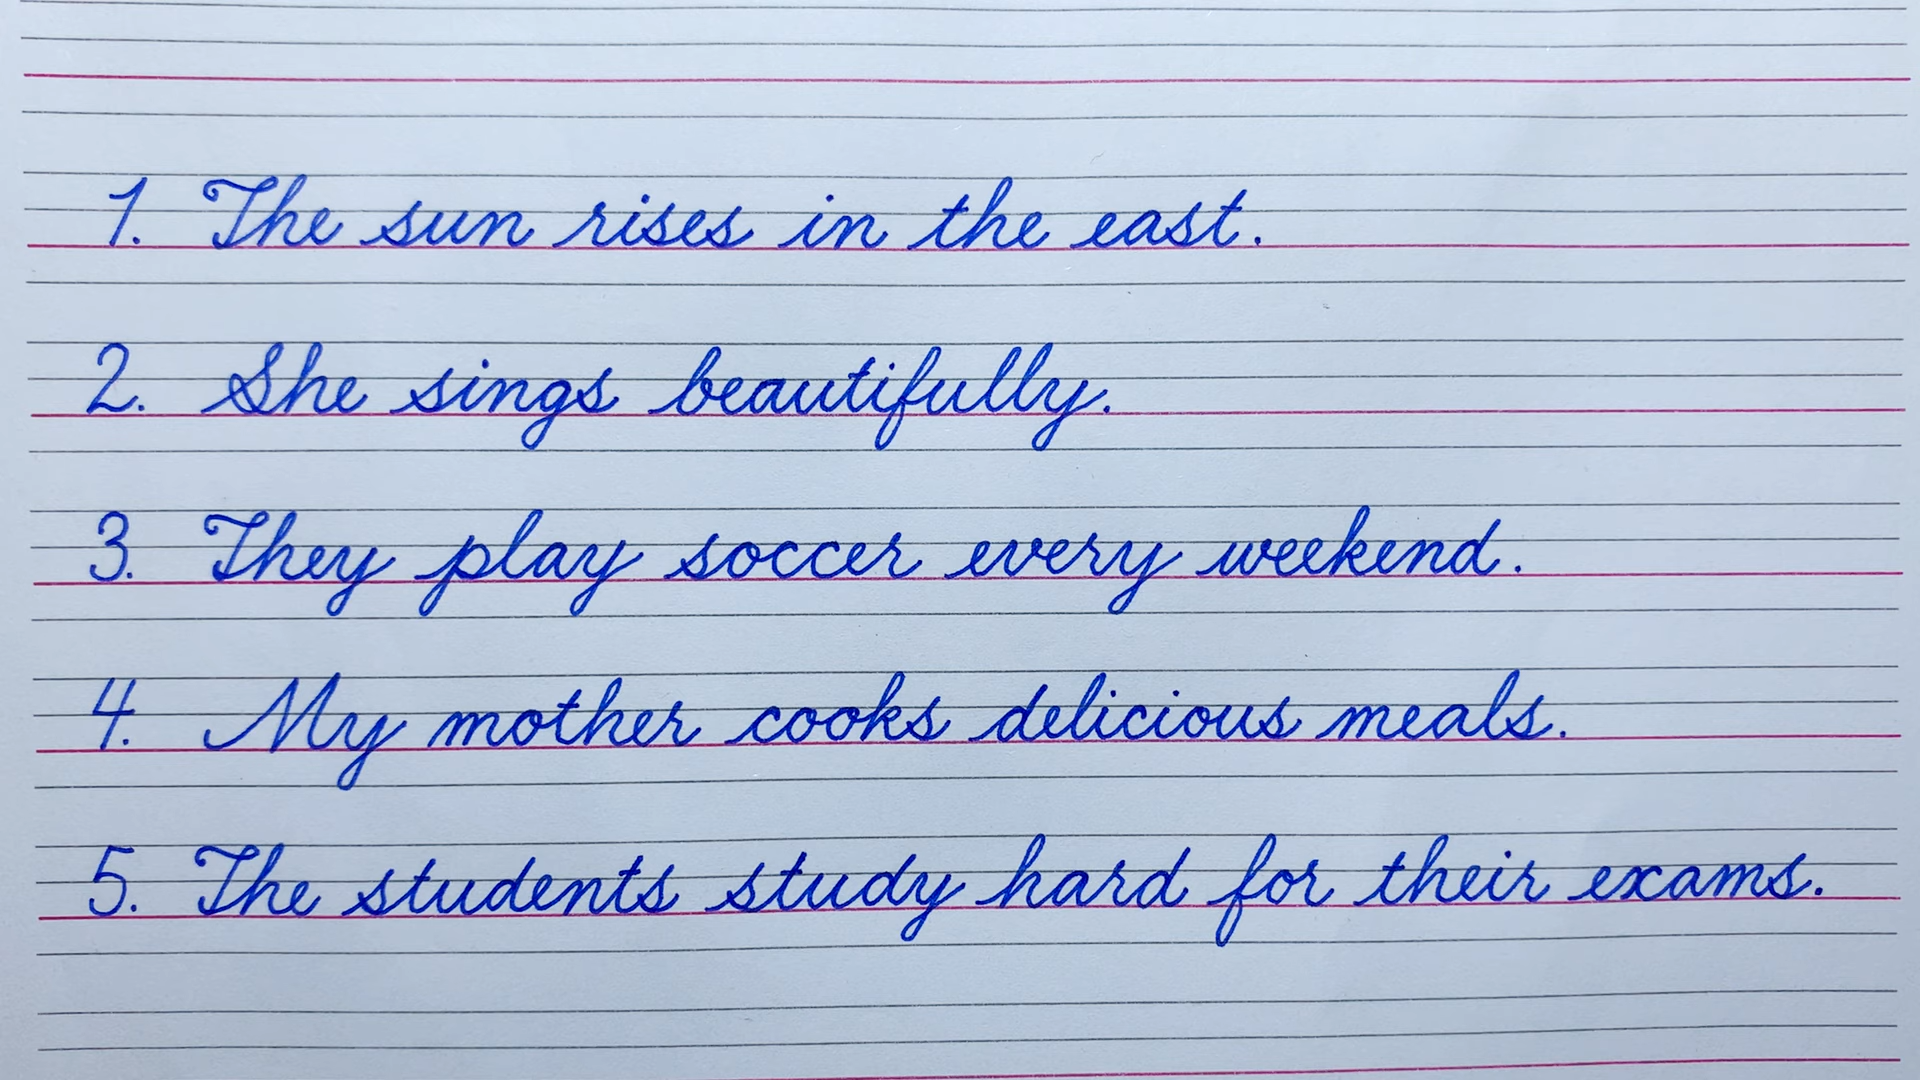 1. The sun rises in the east.
2. She sings beautifully.
3. They play soccer every weekend.
4. My mother cooks delicious meals.
5. The students study hard for their exams.